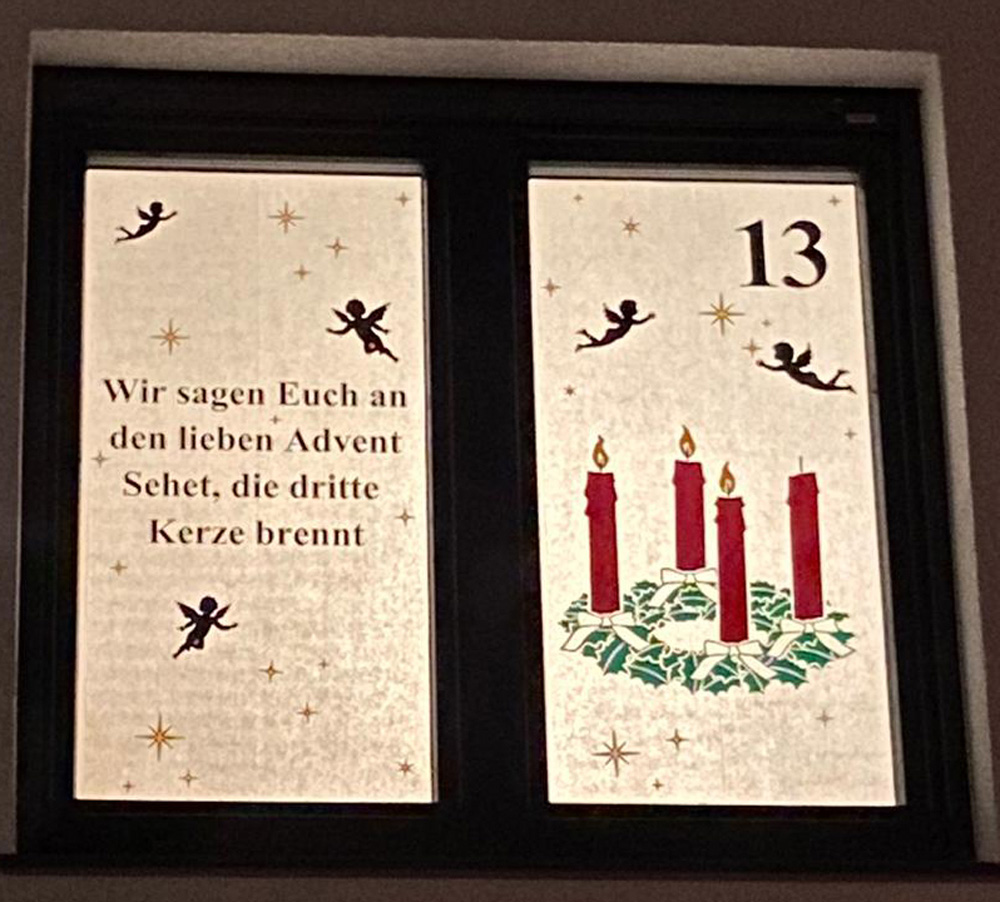 Wir sagen Euch an
den lieben Advent
Sehet, die dritte
Kerze brennt
13